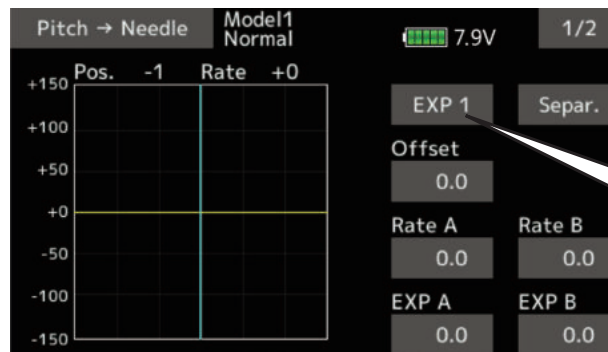 Pitch → Needle Model1 Normal 7.9V 1/2
Pos. -1 Rate +0
+150
+100
+50
+0
-50
-100
-150
EXP 1 Separ.
Offset
0.0
Rate A Rate B
0.0 0.0
EXP A EXP B
0.0 0.0